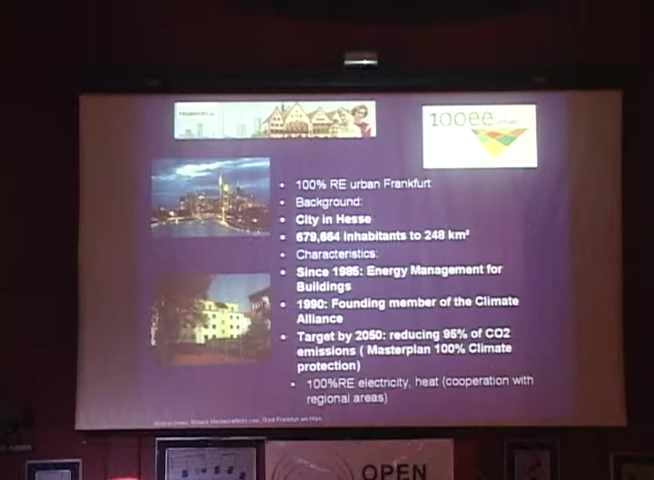 100ee
• 100% RE urban Frankfurt
• Background:
• City in Hesse
• 679,664 inhabitants to 248 km²
• Characteristics:
• Since 1985: Energy Management for
Buildings
• 1990: Founding member of the Climate
Alliance
• Target by 2050: reducing 95% of CO2
emissions ( Masterplan 100% Climate
protection)
• 100%RE electricity, heat (cooperation with
regional areas)
OPEN